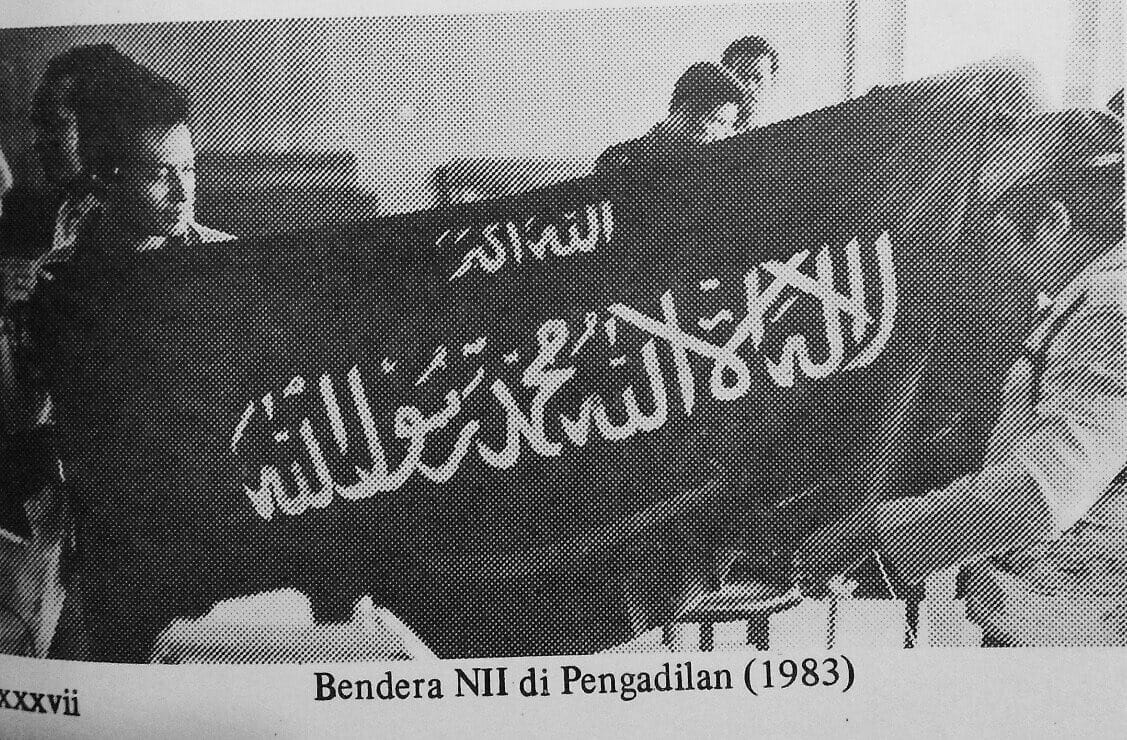 الله اكبر
لا اله الا الله محمد رسول الله
Bendera NII di Pengadilan (1983)
xxxvii